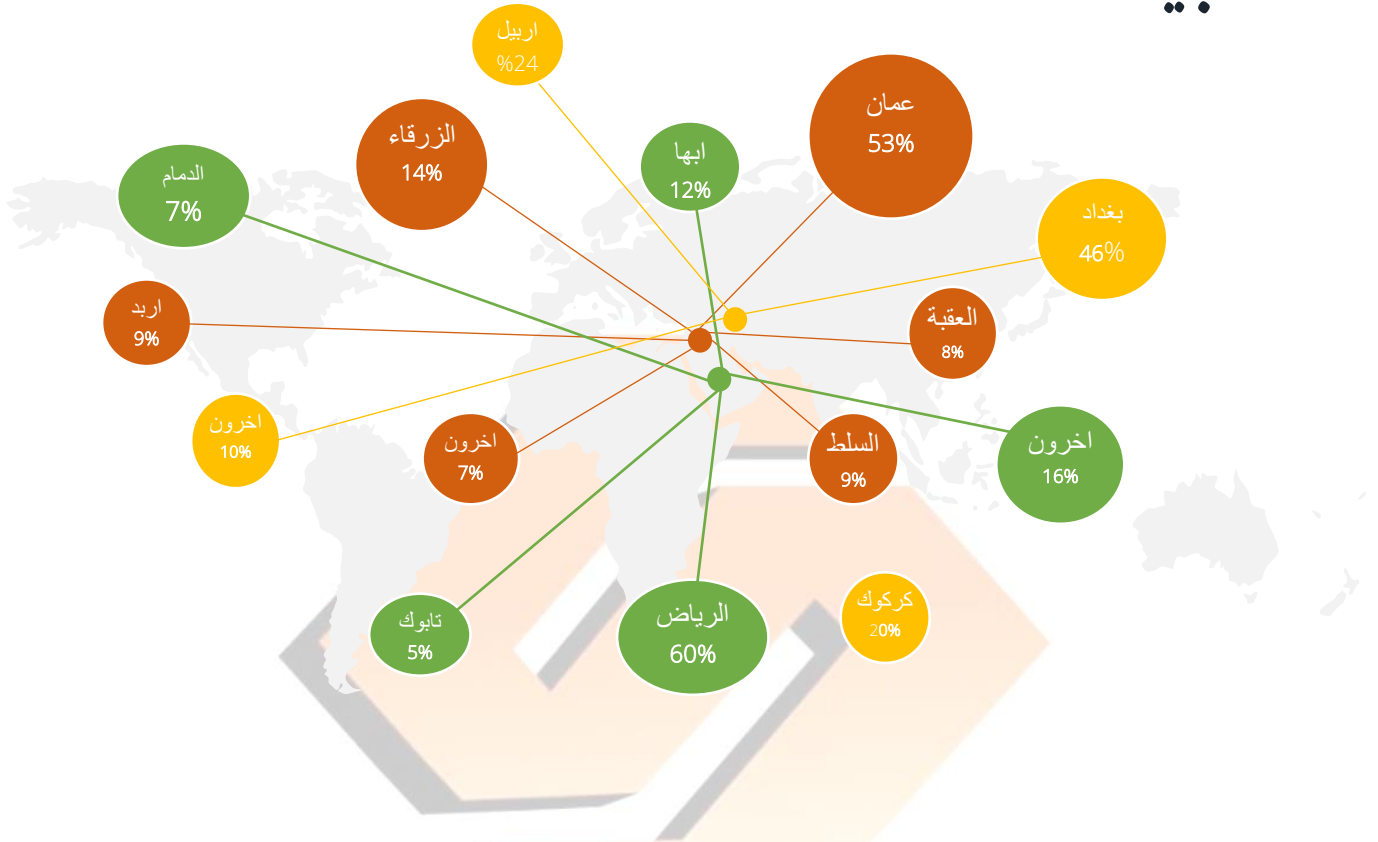 اربيل
%24
عمان
53%
الزرقاء
14%
ابها
12%
الدمام
7%
بغداد
46%
اربد
9%
العقبة
8%
اخرون
10%
اخرون
7%
السلط
9%
اخرون
16%
تابوك
5%
الرياض
60%
كركوك
20%